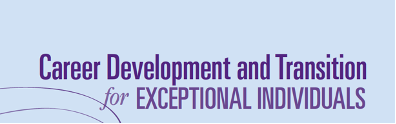 Career Development and Transition
for EXCEPTIONAL INDIVIDUALS